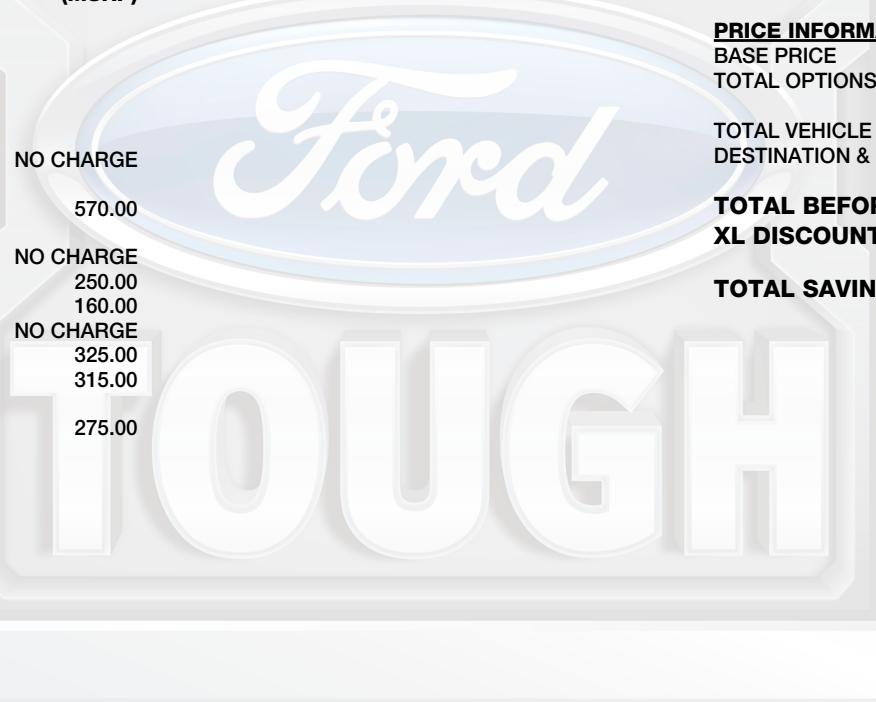 NO CHARGE
570.00
NO CHARGE
250.00
160.00
NO CHARGE
325.00
315.00
275.00
Ford
TOUGH
PRICE
BASE PRICE
TOTAL OPTIONS
TOTAL VEHICLE
DESTINATION &
TOTAL
XL DISCOUNT
TOTAL